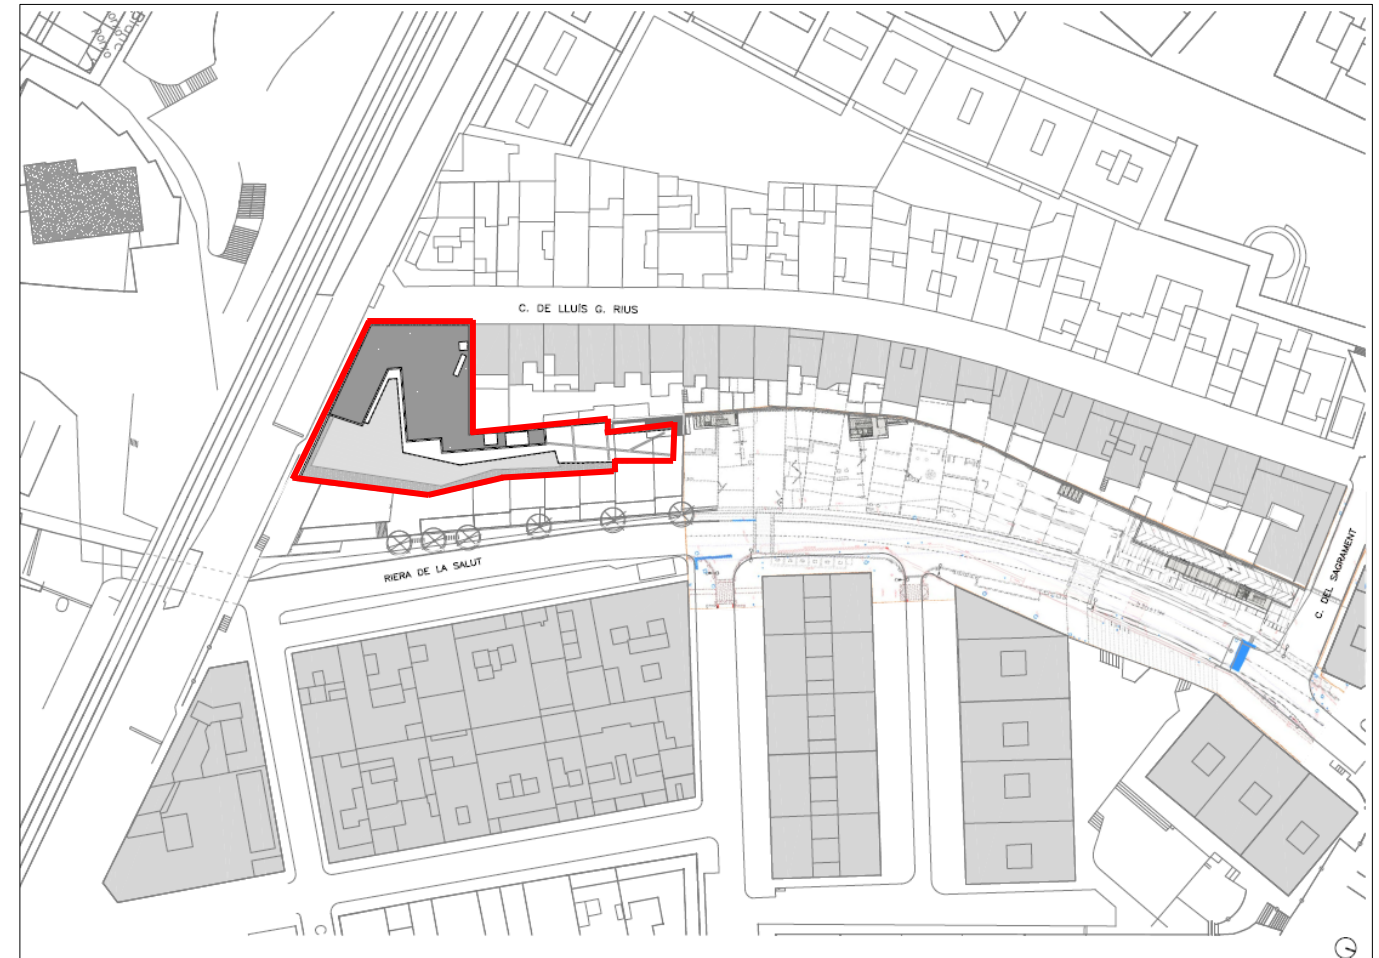 C. DE LLUÍS G. RIUS
C. DEL SAGRAMENT
RIERA DE LA SALUT